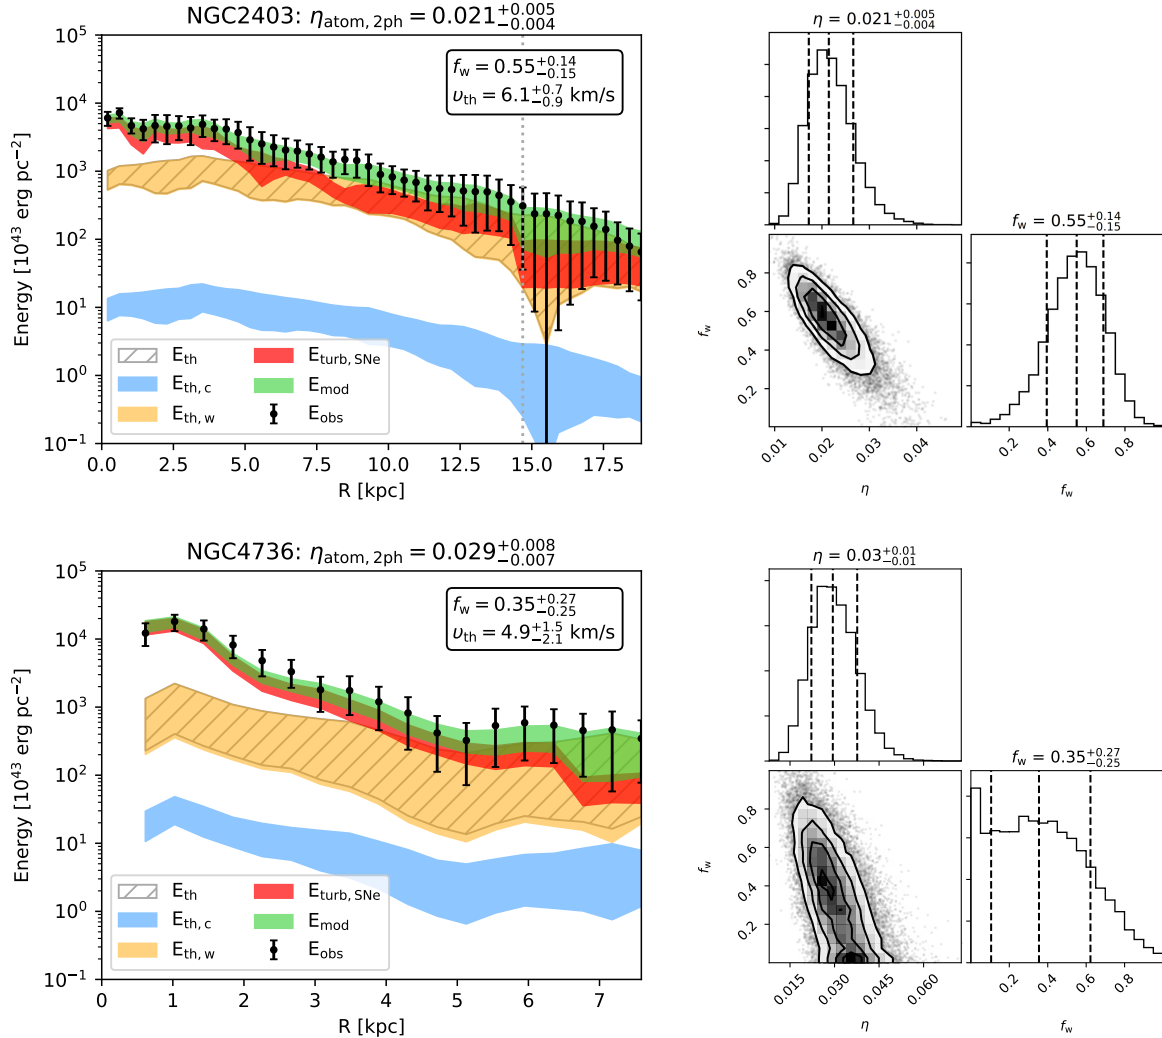 NGC2403: η_atom, 2ph = 0.021^{+0.005}_{−0.004}
f_w = 0.55^{+0.14}_{−0.15}
υ_th = 6.1^{+0.7}_{−0.9} km/s
Energy [10^{43} erg pc^{−2}]
10^5
10^4
10^3
10^2
10^1
10^0
10^{−1}
E_th
E_th, c
E_th, w
E_turb, SNe
E_mod
E_obs
0.0 2.5 5.0 7.5 10.0 12.5 15.0 17.5
R [kpc]
η = 0.021^{+0.005}_{−0.004}
f_w = 0.55^{+0.14}_{−0.15}
f_w
0.8
0.6
0.4
0.2
0.01 0.02 0.03 0.04
η
0.2 0.4 0.6 0.8
f_w
NGC4736: η_atom, 2ph = 0.029^{+0.008}_{−0.007}
f_w = 0.35^{+0.27}_{−0.25}
υ_th = 4.9^{+1.5}_{−2.1} km/s
Energy [10^{43} erg pc^{−2}]
10^5
10^4
10^3
10^2
10^1
10^0
10^{−1}
E_th
E_th, c
E_th, w
E_turb, SNe
E_mod
E_obs
0 1 2 3 4 5 6 7
R [kpc]
η = 0.03^{+0.01}_{−0.01}
f_w = 0.35^{+0.27}_{−0.25}
f_w
0.8
0.6
0.4
0.2
0.015 0.030 0.045 0.060
η
0.2 0.4 0.6 0.8
f_w